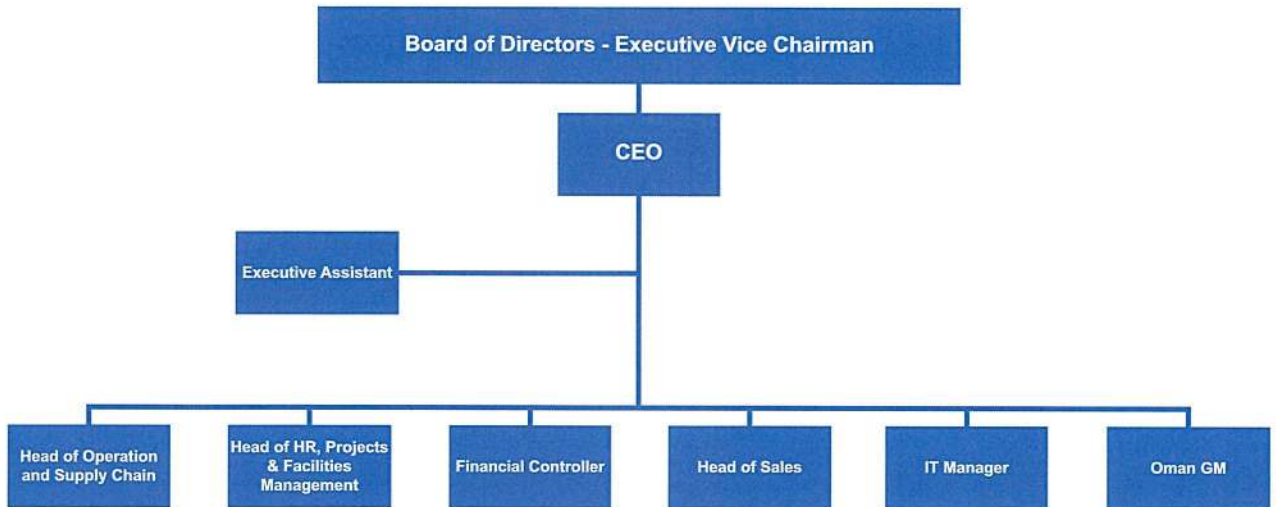 Board of Directors - Executive Vice Chairman
CEO
Executive Assistant
Head of Operation
and Supply Chain
Head of HR, Projects
& Facilities
Management
Financial Controller
Head of Sales
IT Manager
Oman GM